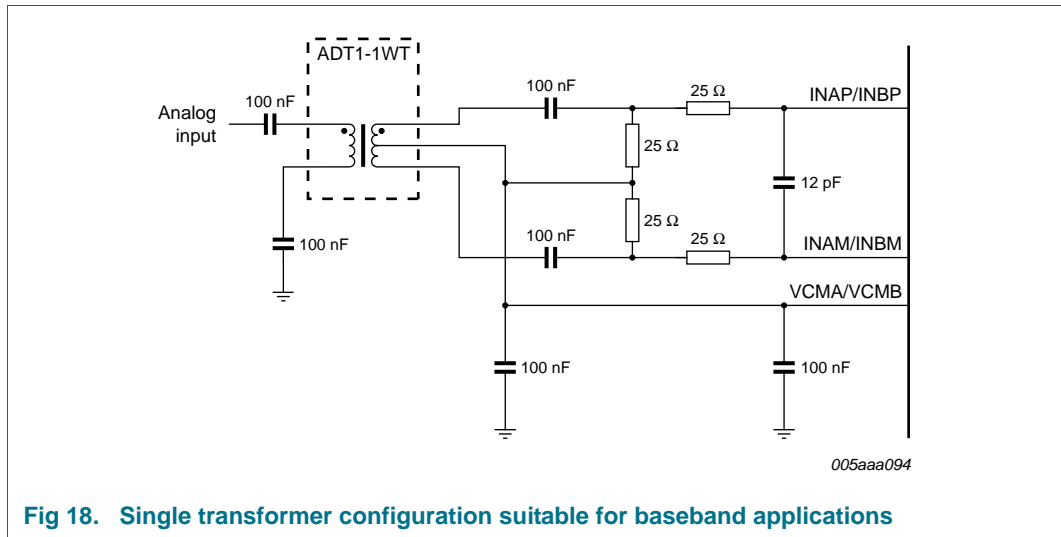 ADT1-1WT
Analog
input
100 nF
100 nF
100 nF
25 Ω
INAP/INBP
25 Ω
12 pF
25 Ω
100 nF
25 Ω
INAM/INBM
VCMA/VCMB
100 nF
100 nF
005aaa094
Fig 18. Single transformer configuration suitable for baseband applications